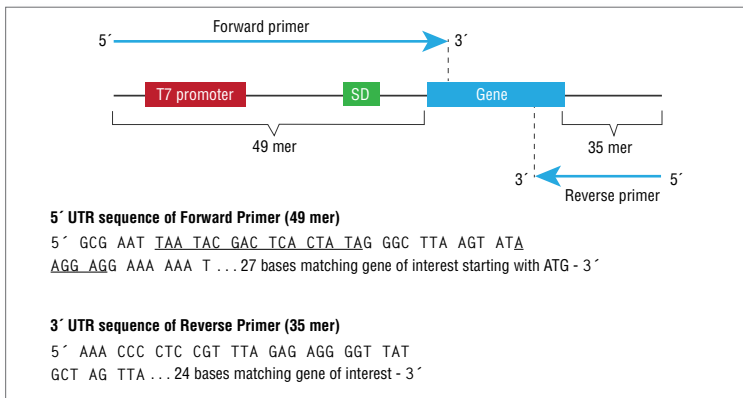 Forward primer
5´ 3´
T7 promoter SD Gene
49 mer 35 mer
3´ 5´
Reverse primer
5´ UTR sequence of Forward Primer (49 mer)
5´ GCG AAT TAA TAC GAC TCA CTA TAG GGC TTA AGT ATA
AGG AGG AAA AAA T . . . 27 bases matching gene of interest starting with ATG - 3´
3´ UTR sequence of Reverse Primer (35 mer)
5´ AAA CCC CTC CGT TTA GAG AGG GGT TAT
GCT AG TTA . . . 24 bases matching gene of interest - 3´